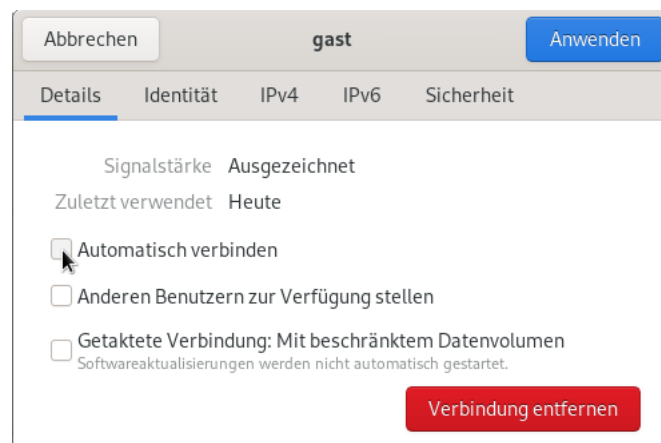 Abbrechen gast Anwenden
Details Identität IPv4 IPv6 Sicherheit
Signalstärke Ausgezeichnet
Zuletzt verwendet Heute
Automatisch verbinden
Anderen Benutzern zur Verfügung stellen
Getaktete Verbindung: Mit beschränktem Datenvolumen
Softwareaktualisierungen werden nicht automatisch gestartet.
Verbindung entfernen